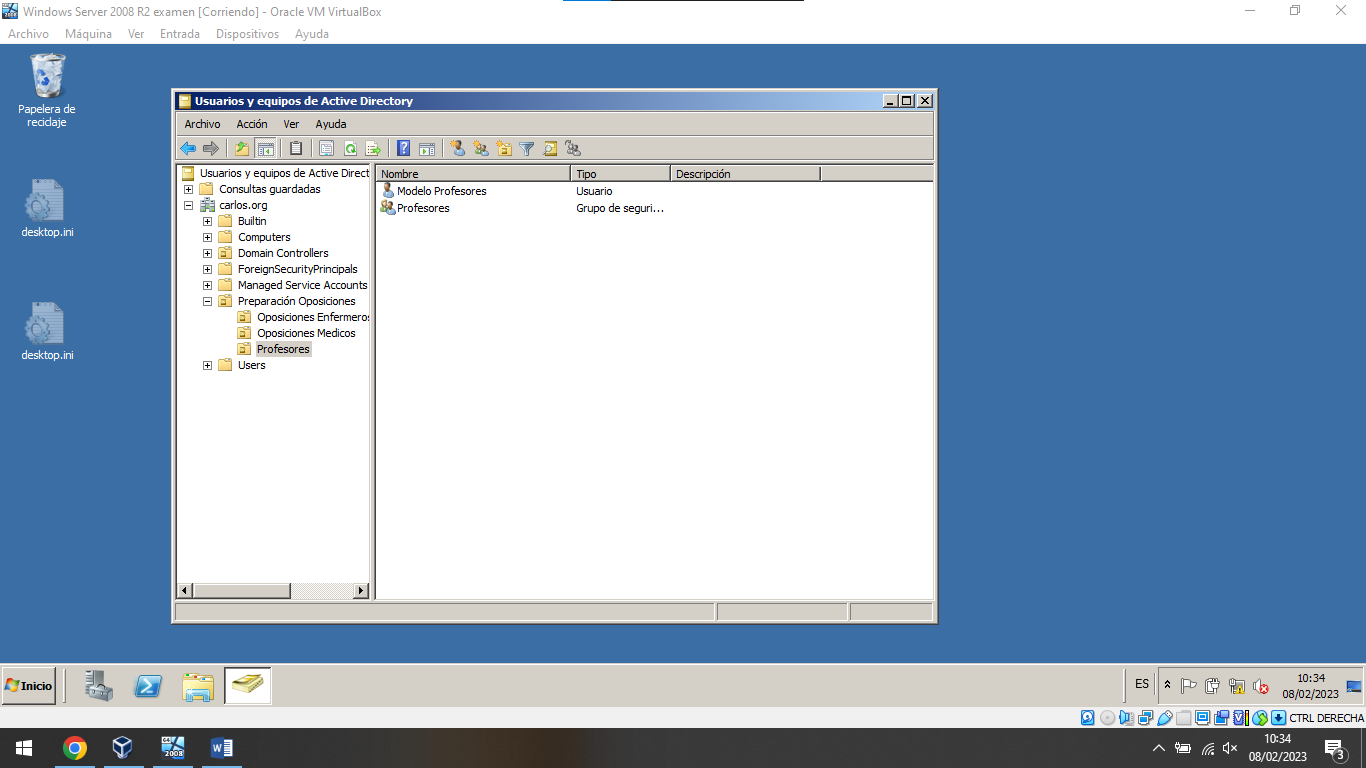 Windows Server 2008 R2 examen [Corriendo] - Oracle VM VirtualBox
Archivo Máquina Ver Entrada Dispositivos Ayuda
Papelera de
reciclaje
desktop.ini
desktop.ini
Usuarios y equipos de Active Directory
Archivo Acción Ver Ayuda
Usuarios y equipos de Active Direct
Consultas guardadas
carlos.org
Builtin
Computers
Domain Controllers
ForeignSecurityPrincipals
Managed Service Accounts
Preparación Oposiciones
Oposiciones Enfermeros
Oposiciones Medicos
Profesores
Users
Nombre Tipo Descripción
Modelo Profesores Usuario
Profesores Grupo de seguri...
Inicio
ES
10:34
08/02/2023
CTRL DERECHA
2008
10:34
08/02/2023
3